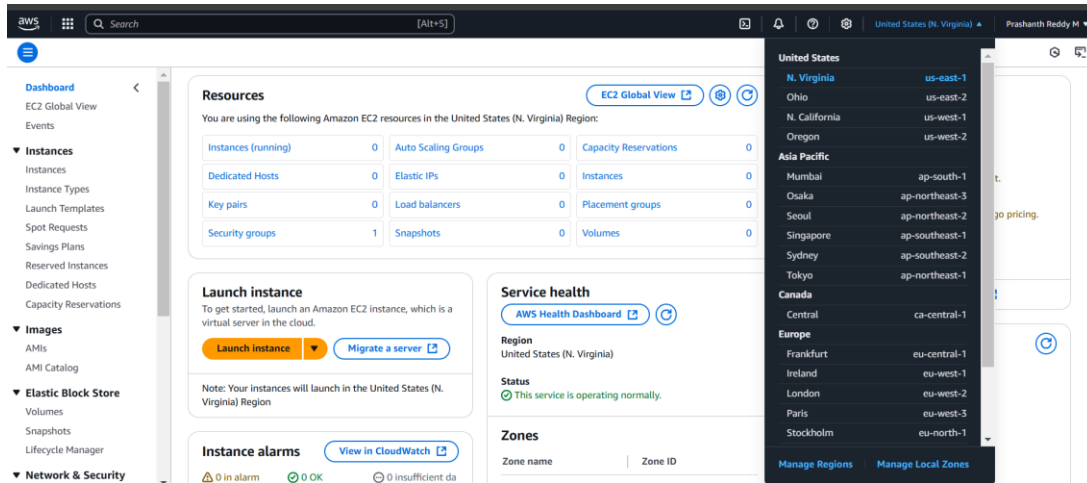 aws
Search [Alt+S]
United States (N. Virginia)
Prashanth Reddy M
Dashboard
EC2 Global View
Events
Instances
Instances
Instance Types
Launch Templates
Spot Requests
Savings Plans
Reserved Instances
Dedicated Hosts
Capacity Reservations
Images
AMIs
AMI Catalog
Elastic Block Store
Volumes
Snapshots
Lifecycle Manager
Network & Security
Resources
EC2 Global View
You are using the following Amazon EC2 resources in the United States (N. Virginia) Region:
Instances (running) 0 Auto Scaling Groups 0 Capacity Reservations 0
Dedicated Hosts 0 Elastic IPs 0 Instances 0
Key pairs 0 Load balancers 0 Placement groups 0
Security groups 1 Snapshots 0 Volumes 0
Launch instance
To get started, launch an Amazon EC2 instance, which is a
virtual server in the cloud.
Launch instance
Migrate a server
Note: Your instances will launch in the United States (N.
Virginia) Region
Instance alarms
View in CloudWatch
0 in alarm 0 OK 0 insufficient da
Service health
AWS Health Dashboard
Region
United States (N. Virginia)
Status
This service is operating normally.
Zones
Zone name Zone ID
United States
N. Virginia us-east-1
Ohio us-east-2
N. California us-west-1
Oregon us-west-2
Asia Pacific
Mumbai ap-south-1
Osaka ap-northeast-3
Seoul ap-northeast-2
Singapore ap-southeast-1
Sydney ap-southeast-2
Tokyo ap-northeast-1
Canada
Central ca-central-1
Europe
Frankfurt eu-central-1
Ireland eu-west-1
London eu-west-2
Paris eu-west-3
Stockholm eu-north-1
Manage Regions Manage Local Zones
t.
go pricing.